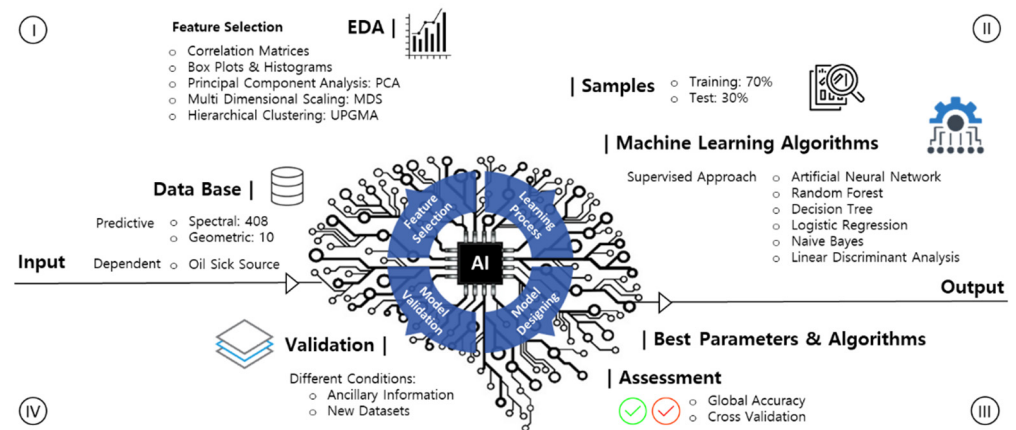 I
Feature Selection
EDA |
○ Correlation Matrices
○ Box Plots & Histograms
○ Principal Component Analysis: PCA
○ Multi Dimensional Scaling: MDS
○ Hierarchical Clustering: UPGMA
II
| Samples
○ Training: 70%
○ Test: 30%
| Machine Learning Algorithms
Supervised Approach
○ Artificial Neural Network
○ Random Forest
○ Decision Tree
○ Logistic Regression
○ Naive Bayes
○ Linear Discriminant Analysis
Data Base |
Predictive
○ Spectral: 408
○ Geometric: 10
Dependent
○ Oil Sick Source
Input
Feature Selection
Learning Process
AI
Model Validation
Model Designing
Output
| Best Parameters & Algorithms
| Assessment
○ Global Accuracy
○ Cross Validation
III
Validation |
Different Conditions:
○ Ancillary Information
○ New Datasets
IV